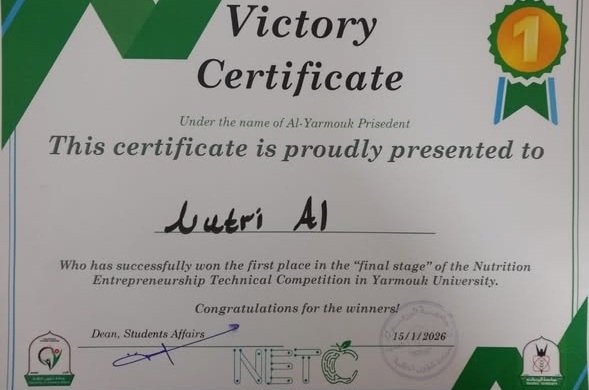 Victory
1
Certificate
Under the name of Al-Yarmouk Prisedent
This certificate is proudly presented to
Nutri AI
Who has successfully won the first place in the “final stage” of the Nutrition
Entrepreneurship Technical Competition in Yarmouk University.
Congratulations for the winners!
Dean, Students Affairs
15/1/2026
NETC